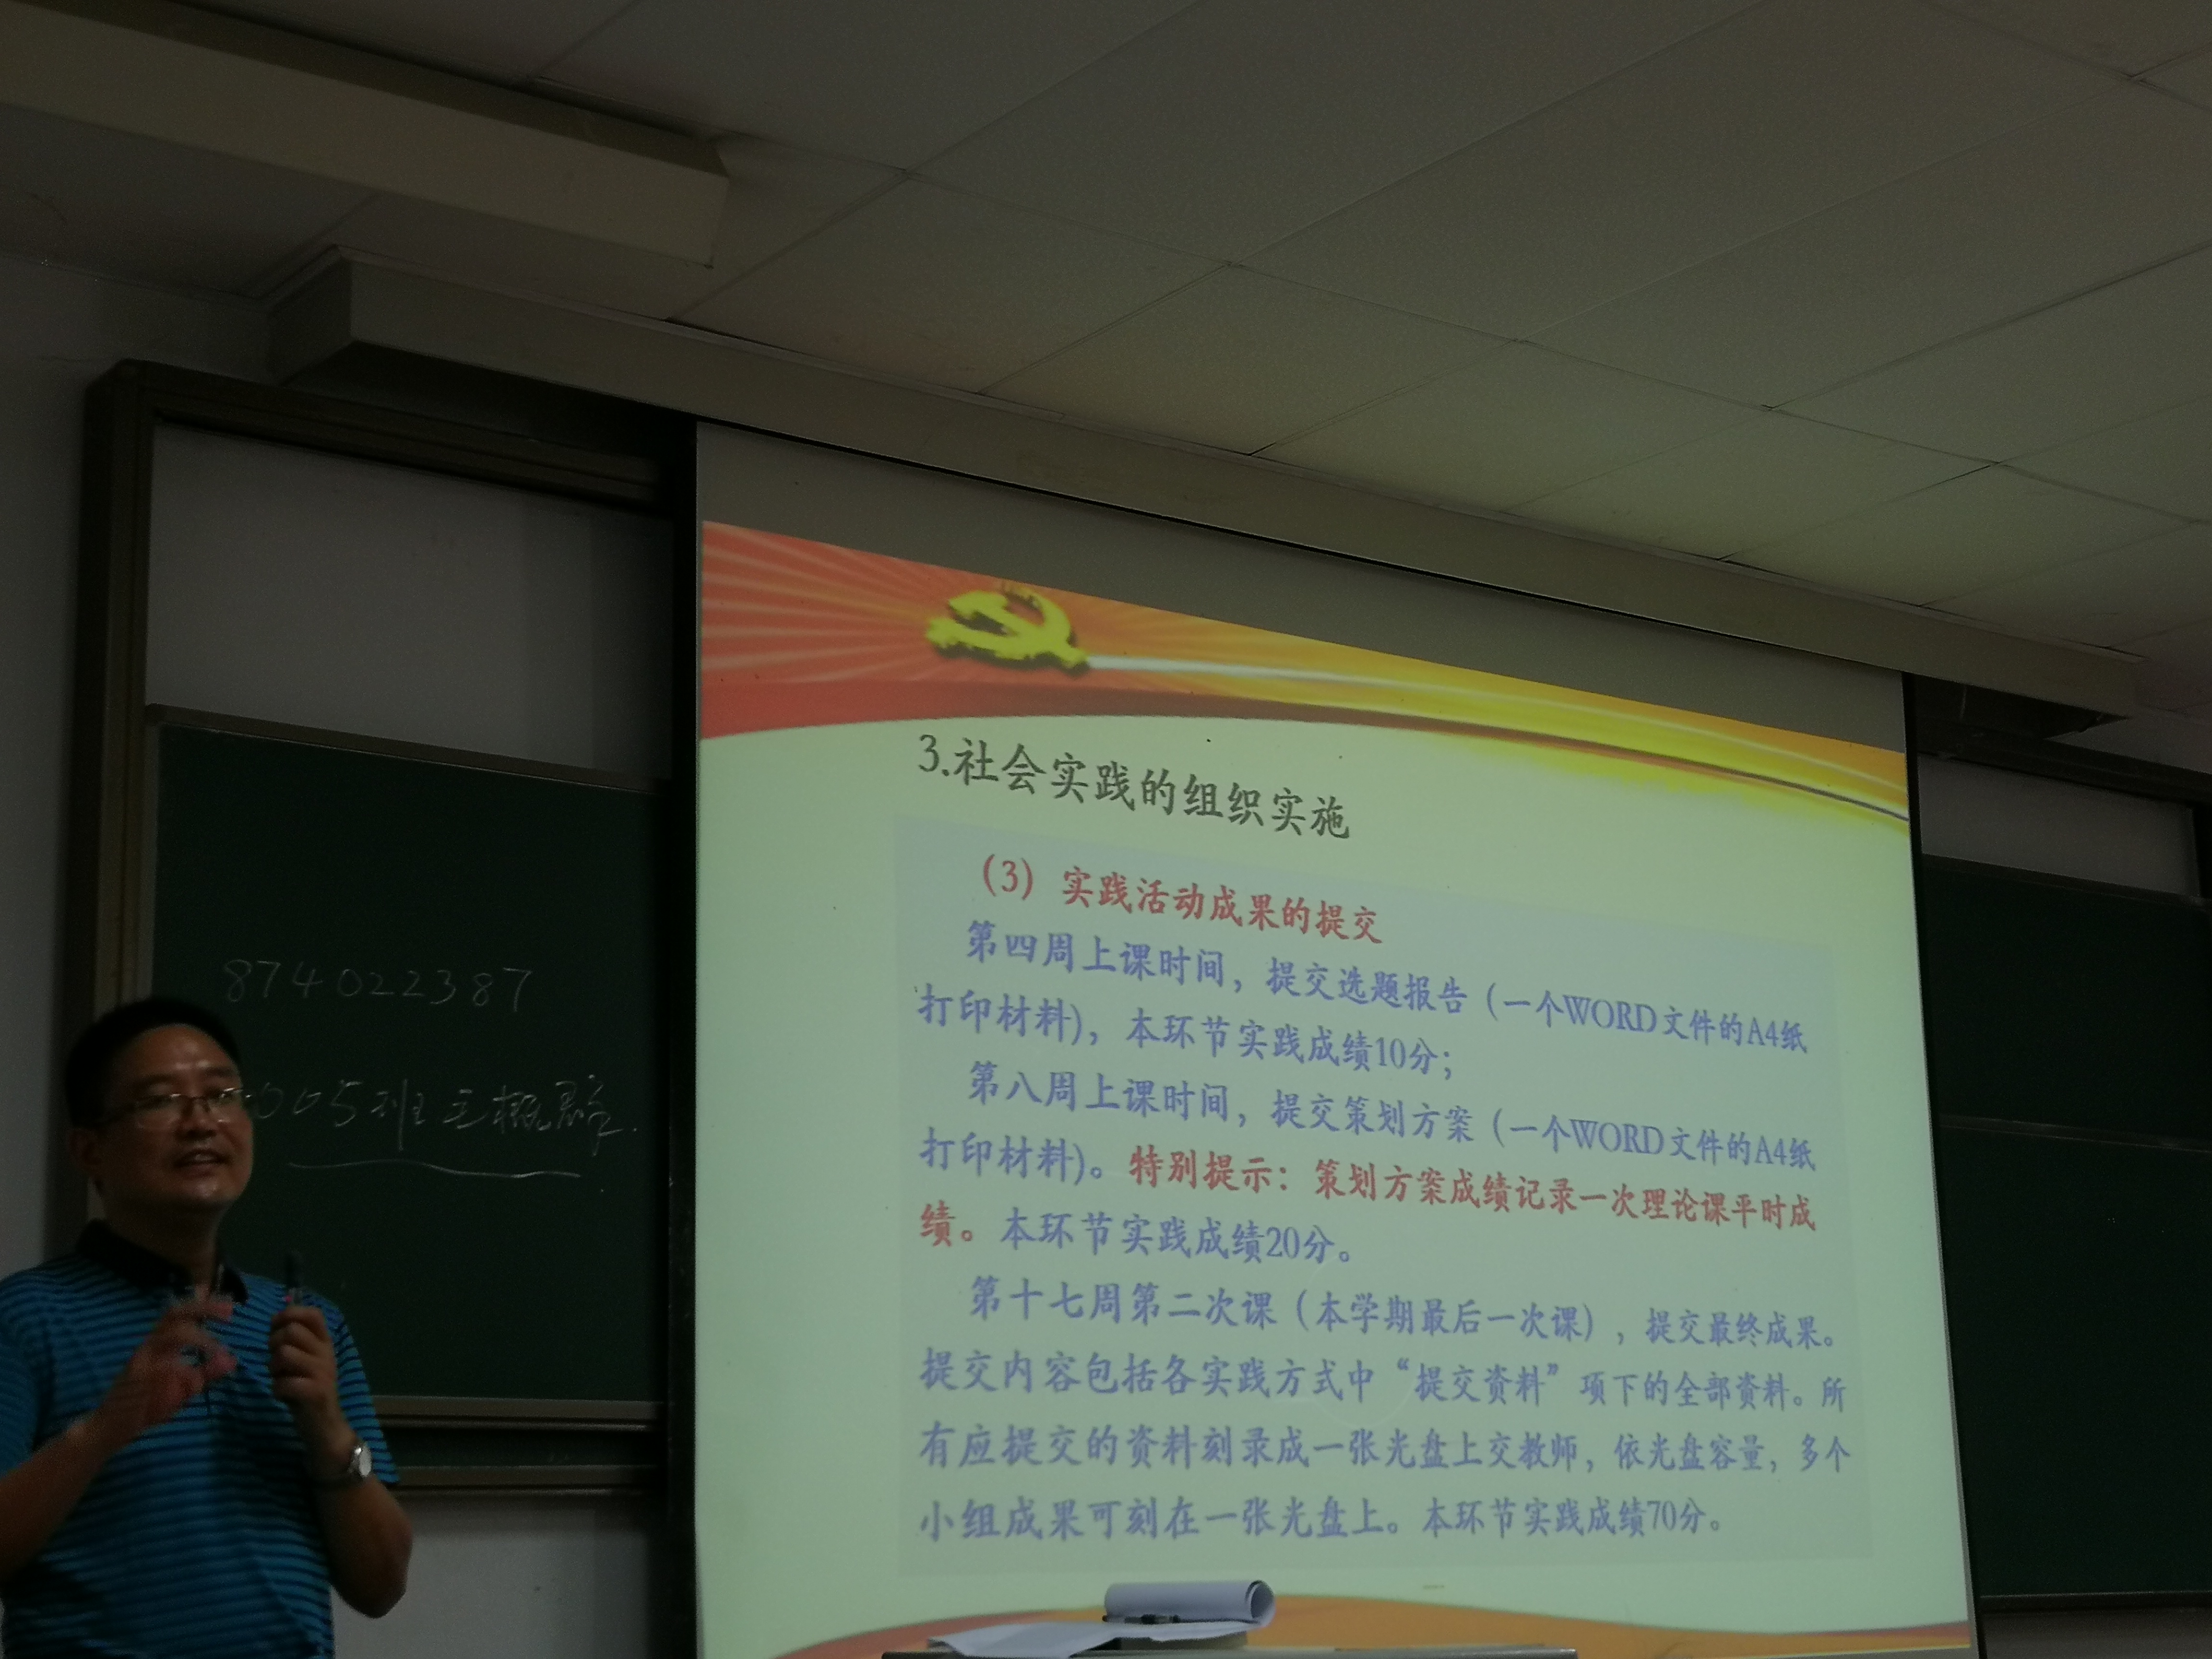 874022387
005班毛概群.
3.社会实践的组织实施
（3）实践活动成果的提交
第四周上课时间，提交选题报告（一个WORD文件的A4纸
打印材料)，本环节实践成绩10分；
第八周上课时间，提交策划方案（一个WORD文件的A4纸
打印材料)。特别提示：策划方案成绩记录一次理论课平时成
绩。本环节实践成绩20分。
第十七周第二次课（本学期最后一次课），提交最终成果。
提交内容包括各实践方式中“提交资料”项下的全部资料。所
有应提交的资料刻录成一张光盘上交教师，依光盘容量，多个
小组成果可刻在一张光盘上。本环节实践成绩70分。